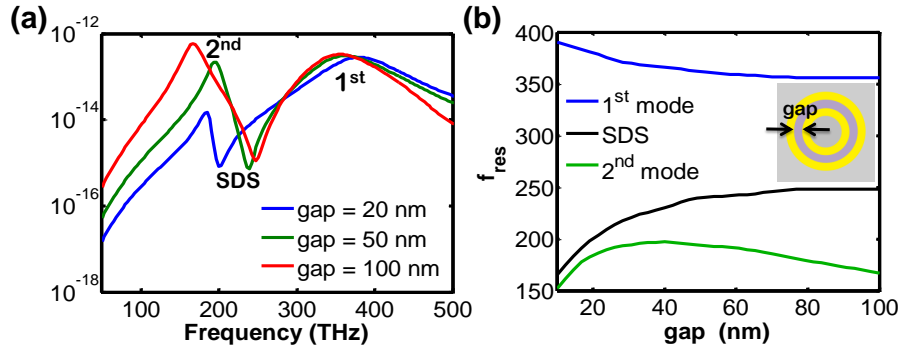 (a)
10^-12
10^-14
10^-16
10^-18
2nd
1st
SDS
gap = 20 nm
gap = 50 nm
gap = 100 nm
100 200 300 400 500
Frequency (THz)
(b)
400
350
300
250
200
150
f_res
1st mode
SDS
2nd mode
gap
20 40 60 80 100
gap (nm)